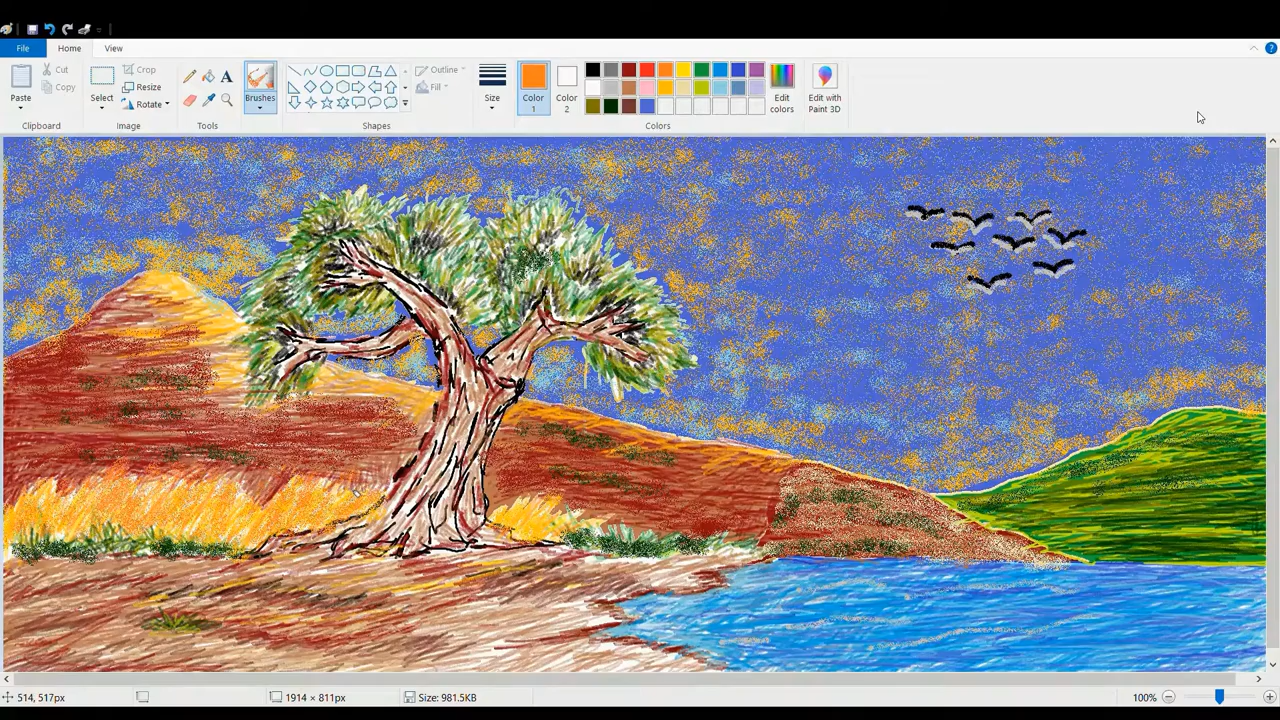 File Home View
Paste
Cut
Copy
Clipboard
Select
Crop
Resize
Rotate
Image
Tools
Brushes
Shapes
Outline
Fill
Size
Color
1
Color
2
Colors
Edit
colors
Edit with
Paint 3D
514, 517px
1914 × 811px
Size: 981.5KB
100%